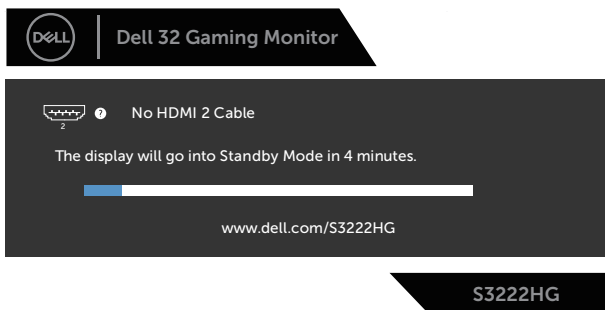 DELL
Dell 32 Gaming Monitor
2
?
No HDMI 2 Cable
The display will go into Standby Mode in 4 minutes.
www.dell.com/S3222HG
S3222HG